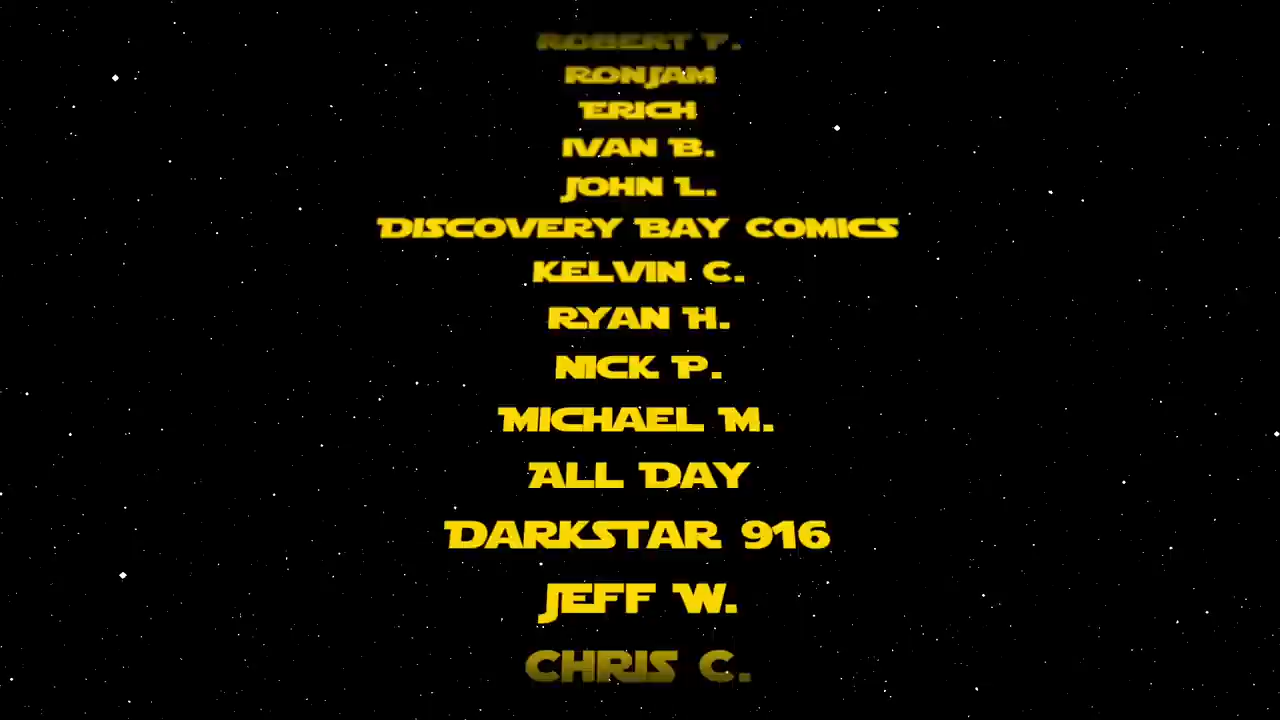 Robert F.
RonJam
Erich
Ivan B.
John L.
Discovery Bay Comics
Kelvin C.
Ryan H.
Nick P.
Michael M.
All Day
Darkstar 916
Jeff W.
Chris C.